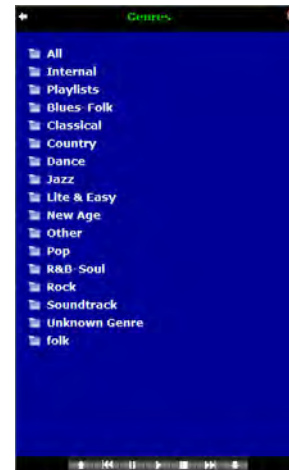 Genres
All
Internal
Playlists
Blues-Folk
Classical
Country
Dance
Jazz
Lite & Easy
New Age
Other
Pop
R&B-Soul
Rock
Soundtrack
Unknown Genre
folk